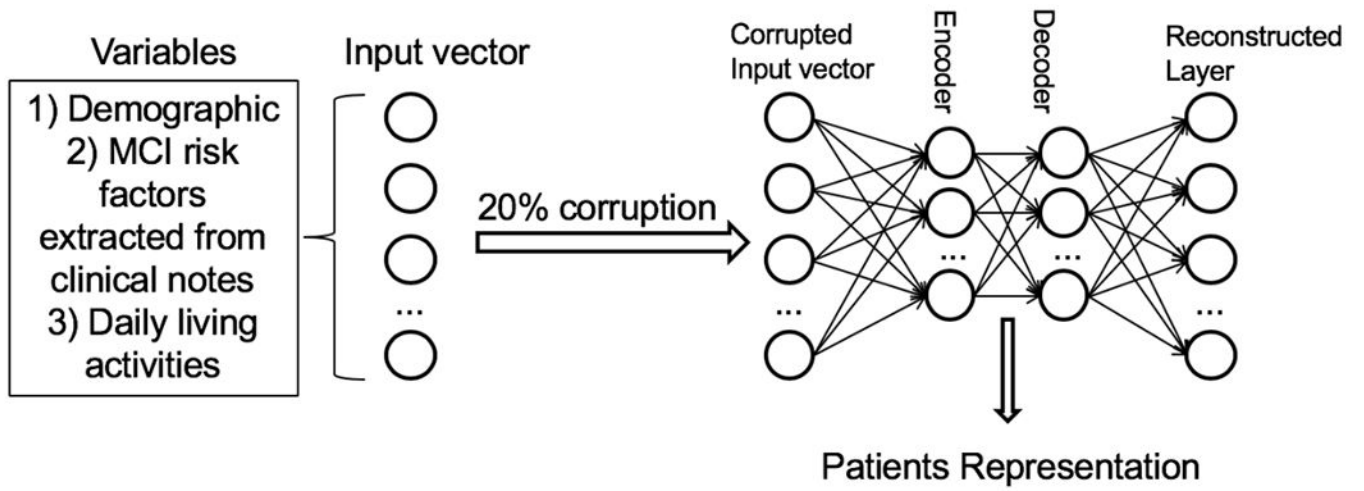 Variables
1) Demographic
2) MCI risk
factors
extracted from
clinical notes
3) Daily living
activities
Input vector
...
20% corruption
Corrupted
Input vector
...
Encoder
...
Decoder
...
Reconstructed
Layer
...
Patients Representation